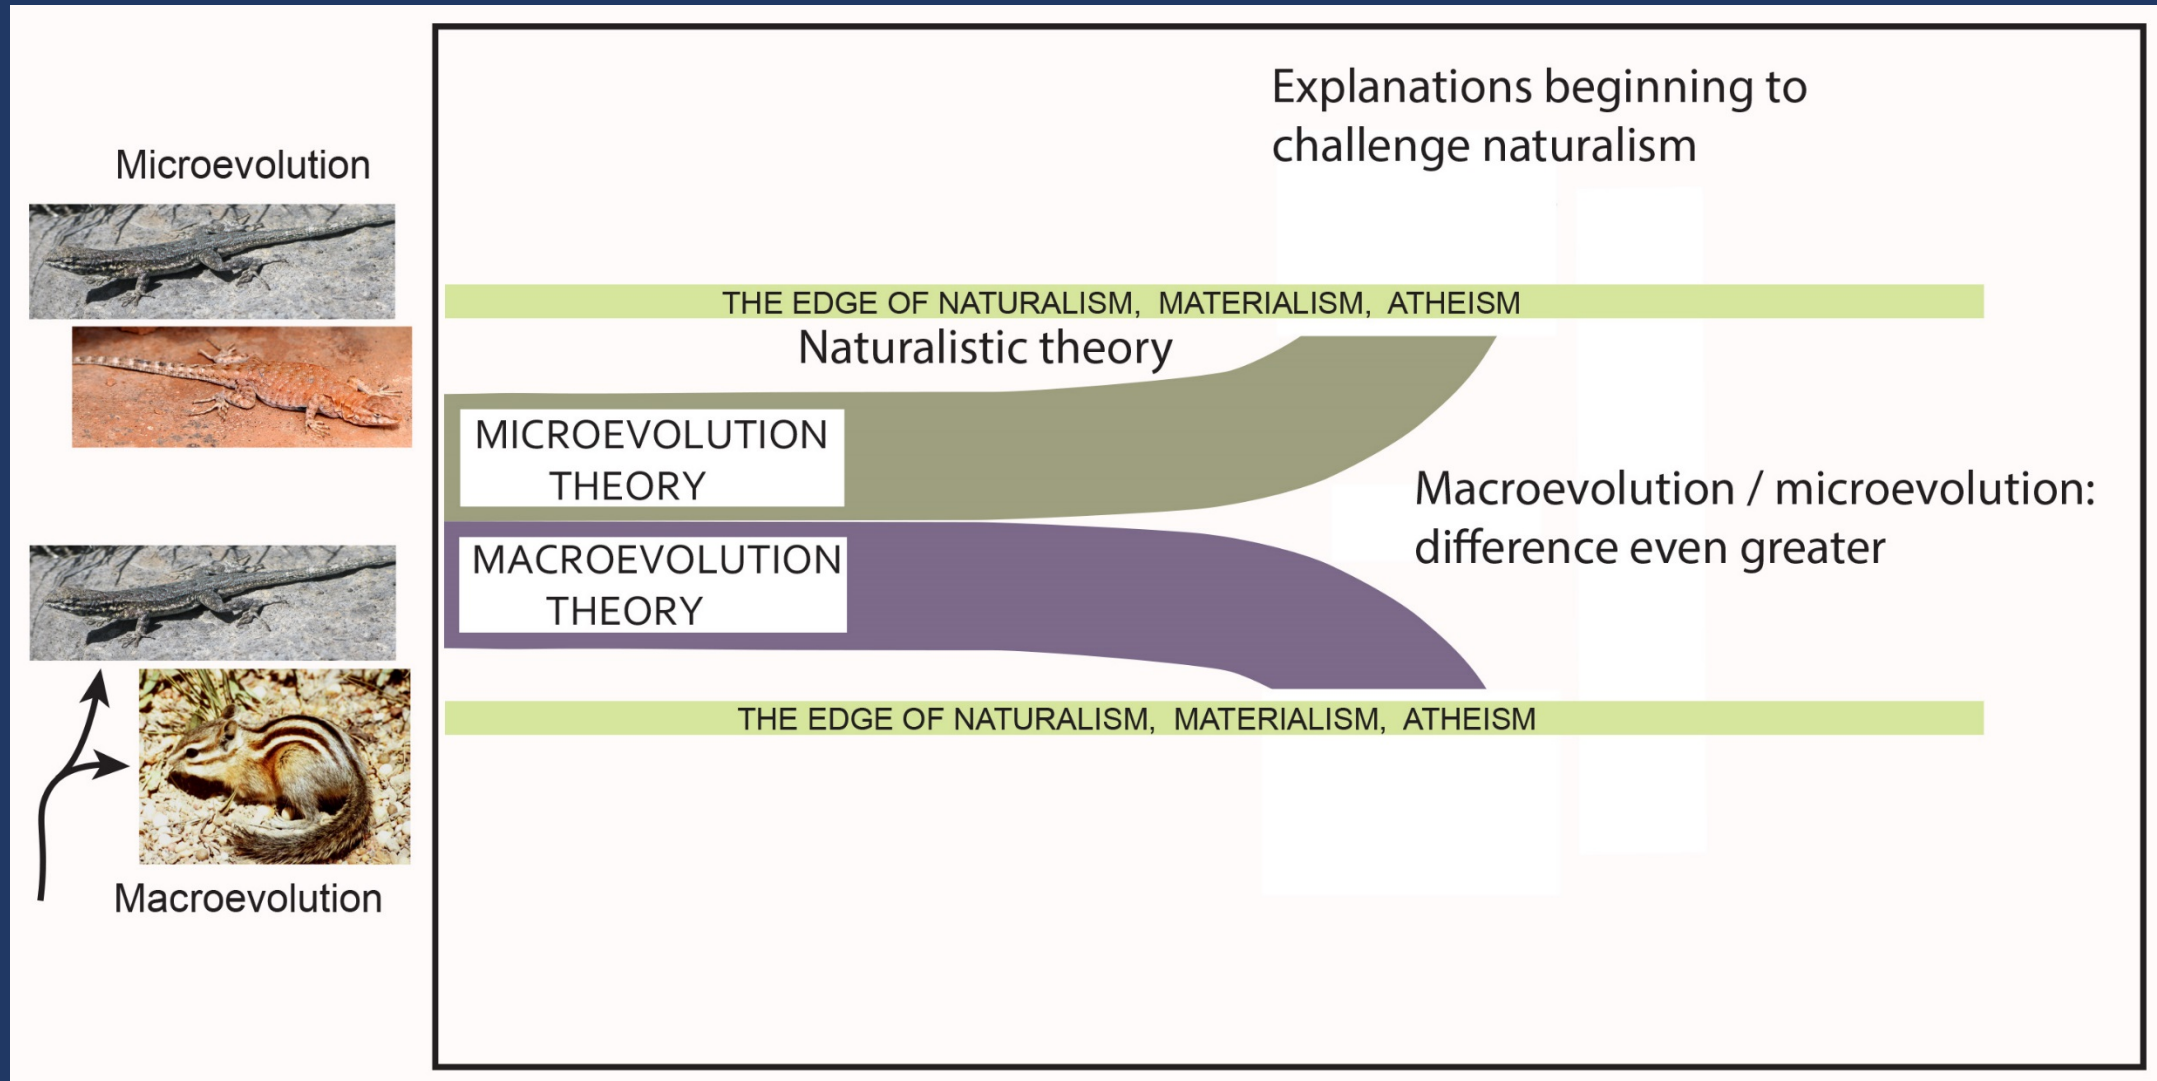 Microevolution
Macroevolution
Explanations beginning to
challenge naturalism
THE EDGE OF NATURALISM, MATERIALISM, ATHEISM
Naturalistic theory
MICROEVOLUTION
THEORY
MACROEVOLUTION
THEORY
Macroevolution / microevolution:
difference even greater
THE EDGE OF NATURALISM, MATERIALISM, ATHEISM